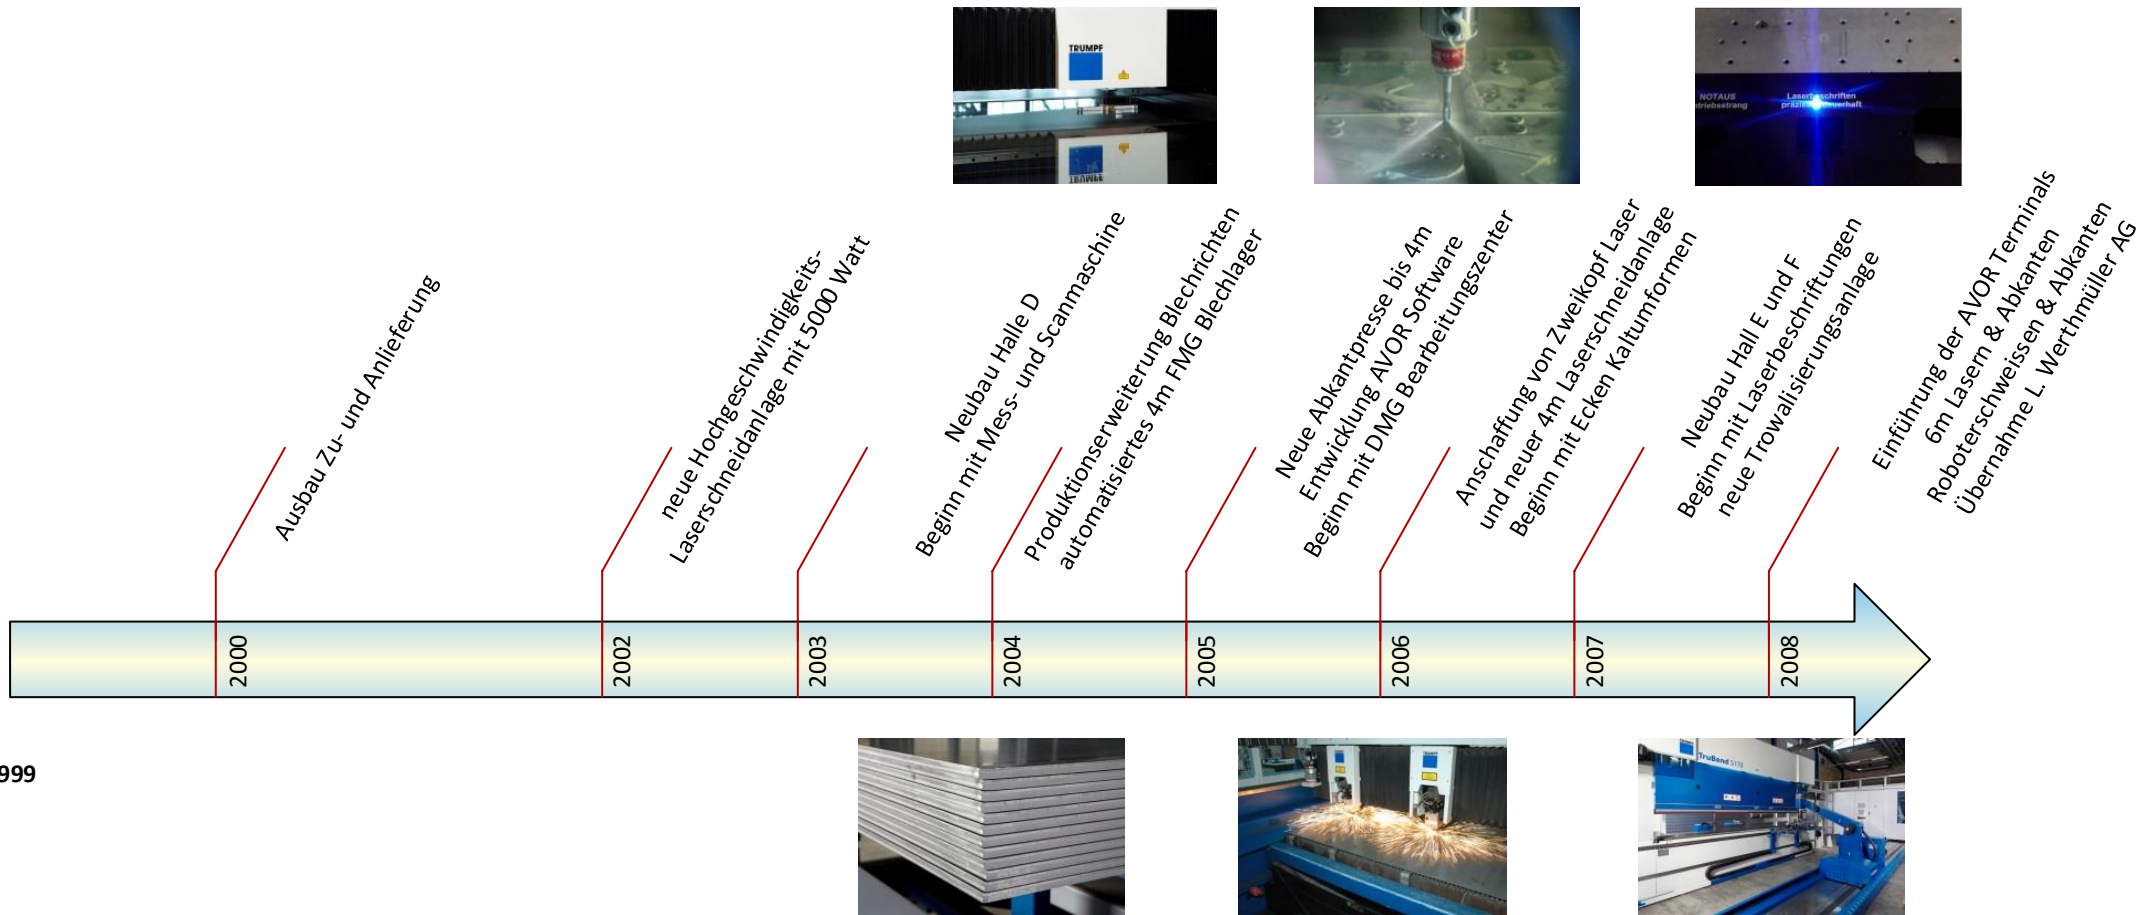 TRUMPF
NOTAUS
Laserbeschriften
Ausbau Zu- und Anlieferung
neue Hochgeschwindigkeits-
Laserschneidanlage mit 5000 Watt
Neubau Halle D
Beginn mit Mess- und Scanmaschine
Produktionserweiterung Blechrichten
automatisiertes 4m FMG Blechlager
Neue Abkantpresse bis 4m
Entwicklung AVOR Software
Beginn mit DMG Bearbeitungszenter
Anschaffung von Zweikopf Laser
und neuer 4m Laserschneidanlage
Beginn mit Ecken Kaltumformen
Neubau Hall E und F
Beginn mit Laserbeschriftungen
neue Trowalisierungsanlage
Einführung der AVOR Terminals
6m Lasern & Abkanten
Roboterschweissen & Abkanten
Übernahme L. Werthmüller AG
2000
2002
2003
2004
2005
2006
2007
2008
999
TRUMPF
TRUMPF
TruBend 5170